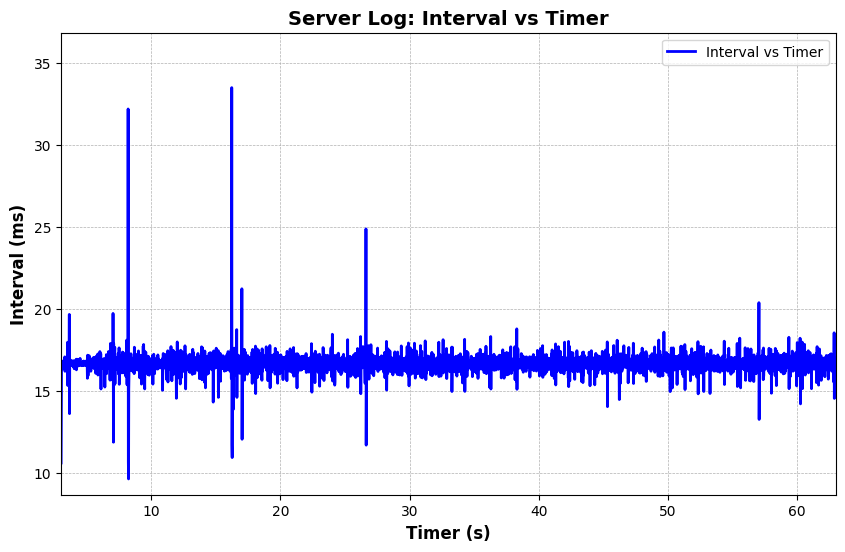 Server Log: Interval vs Timer
Interval vs Timer
Interval (ms)
35
30
25
20
15
10
10 20 30 40 50 60
Timer (s)